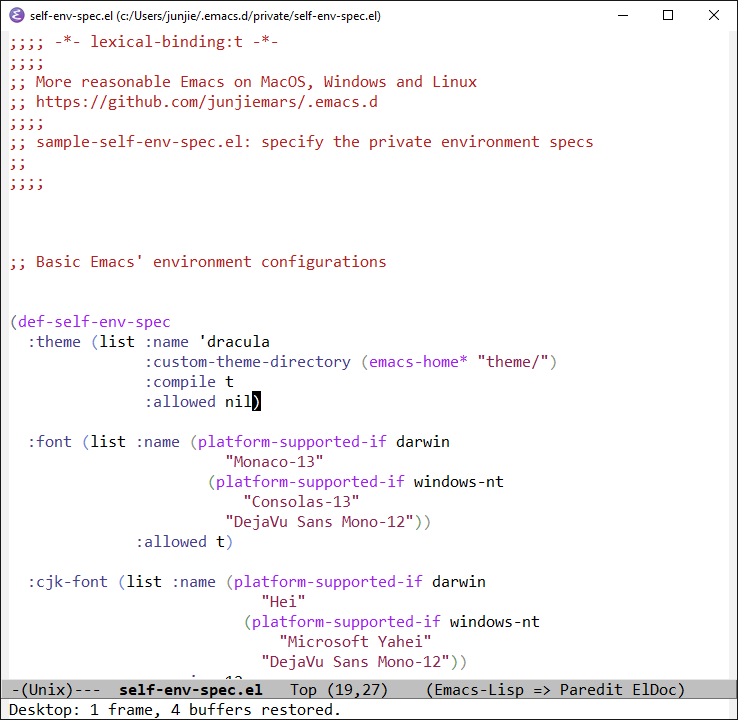 self-env-spec.el (c:/Users/junjie/.emacs.d/private/self-env-spec.el)
;;;; -*- lexical-binding:t -*-
;;;;
;; More reasonable Emacs on MacOS, Windows and Linux
;; https://github.com/junjiemars/.emacs.d
;;;;
;; sample-self-env-spec.el: specify the private environment specs
;;
;;;;
;; Basic Emacs' environment configurations
(def-self-env-spec
  :theme (list :name 'dracula
               :custom-theme-directory (emacs-home* "theme/")
               :compile t
               :allowed nil)
  :font (list :name (platform-supported-if darwin
                        "Monaco-13"
                      (platform-supported-if windows-nt
                          "Consolas-13"
                        "DejaVu Sans Mono-12"))
              :allowed t)
  :cjk-font (list :name (platform-supported-if darwin
                            "Hei"
                          (platform-supported-if windows-nt
                              "Microsoft Yahei"
                            "DejaVu Sans Mono-12"))
-(Unix)---  self-env-spec.el   Top (19,27)    (Emacs-Lisp => Paredit ElDoc)
Desktop: 1 frame, 4 buffers restored.